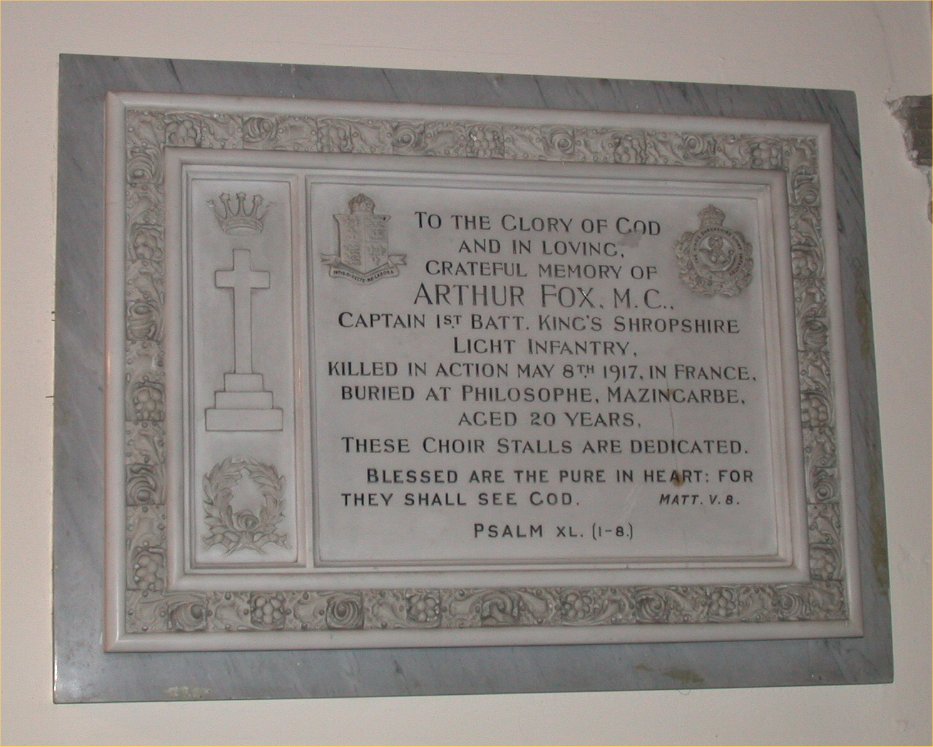 TO THE GLORY OF GOD
AND IN LOVING,
GRATEFUL MEMORY OF
ARTHUR FOX, M.C.,
CAPTAIN 1ST BATT. KING'S SHROPSHIRE
LIGHT INFANTRY,
KILLED IN ACTION MAY 8TH 1917, IN FRANCE,
BURIED AT PHILOSOPHE, MAZINGARBE,
AGED 20 YEARS,
THESE CHOIR STALLS ARE DEDICATED.
BLESSED ARE THE PURE IN HEART: FOR
THEY SHALL SEE GOD. MATT. V. 8.
PSALM XL. (1-8.)